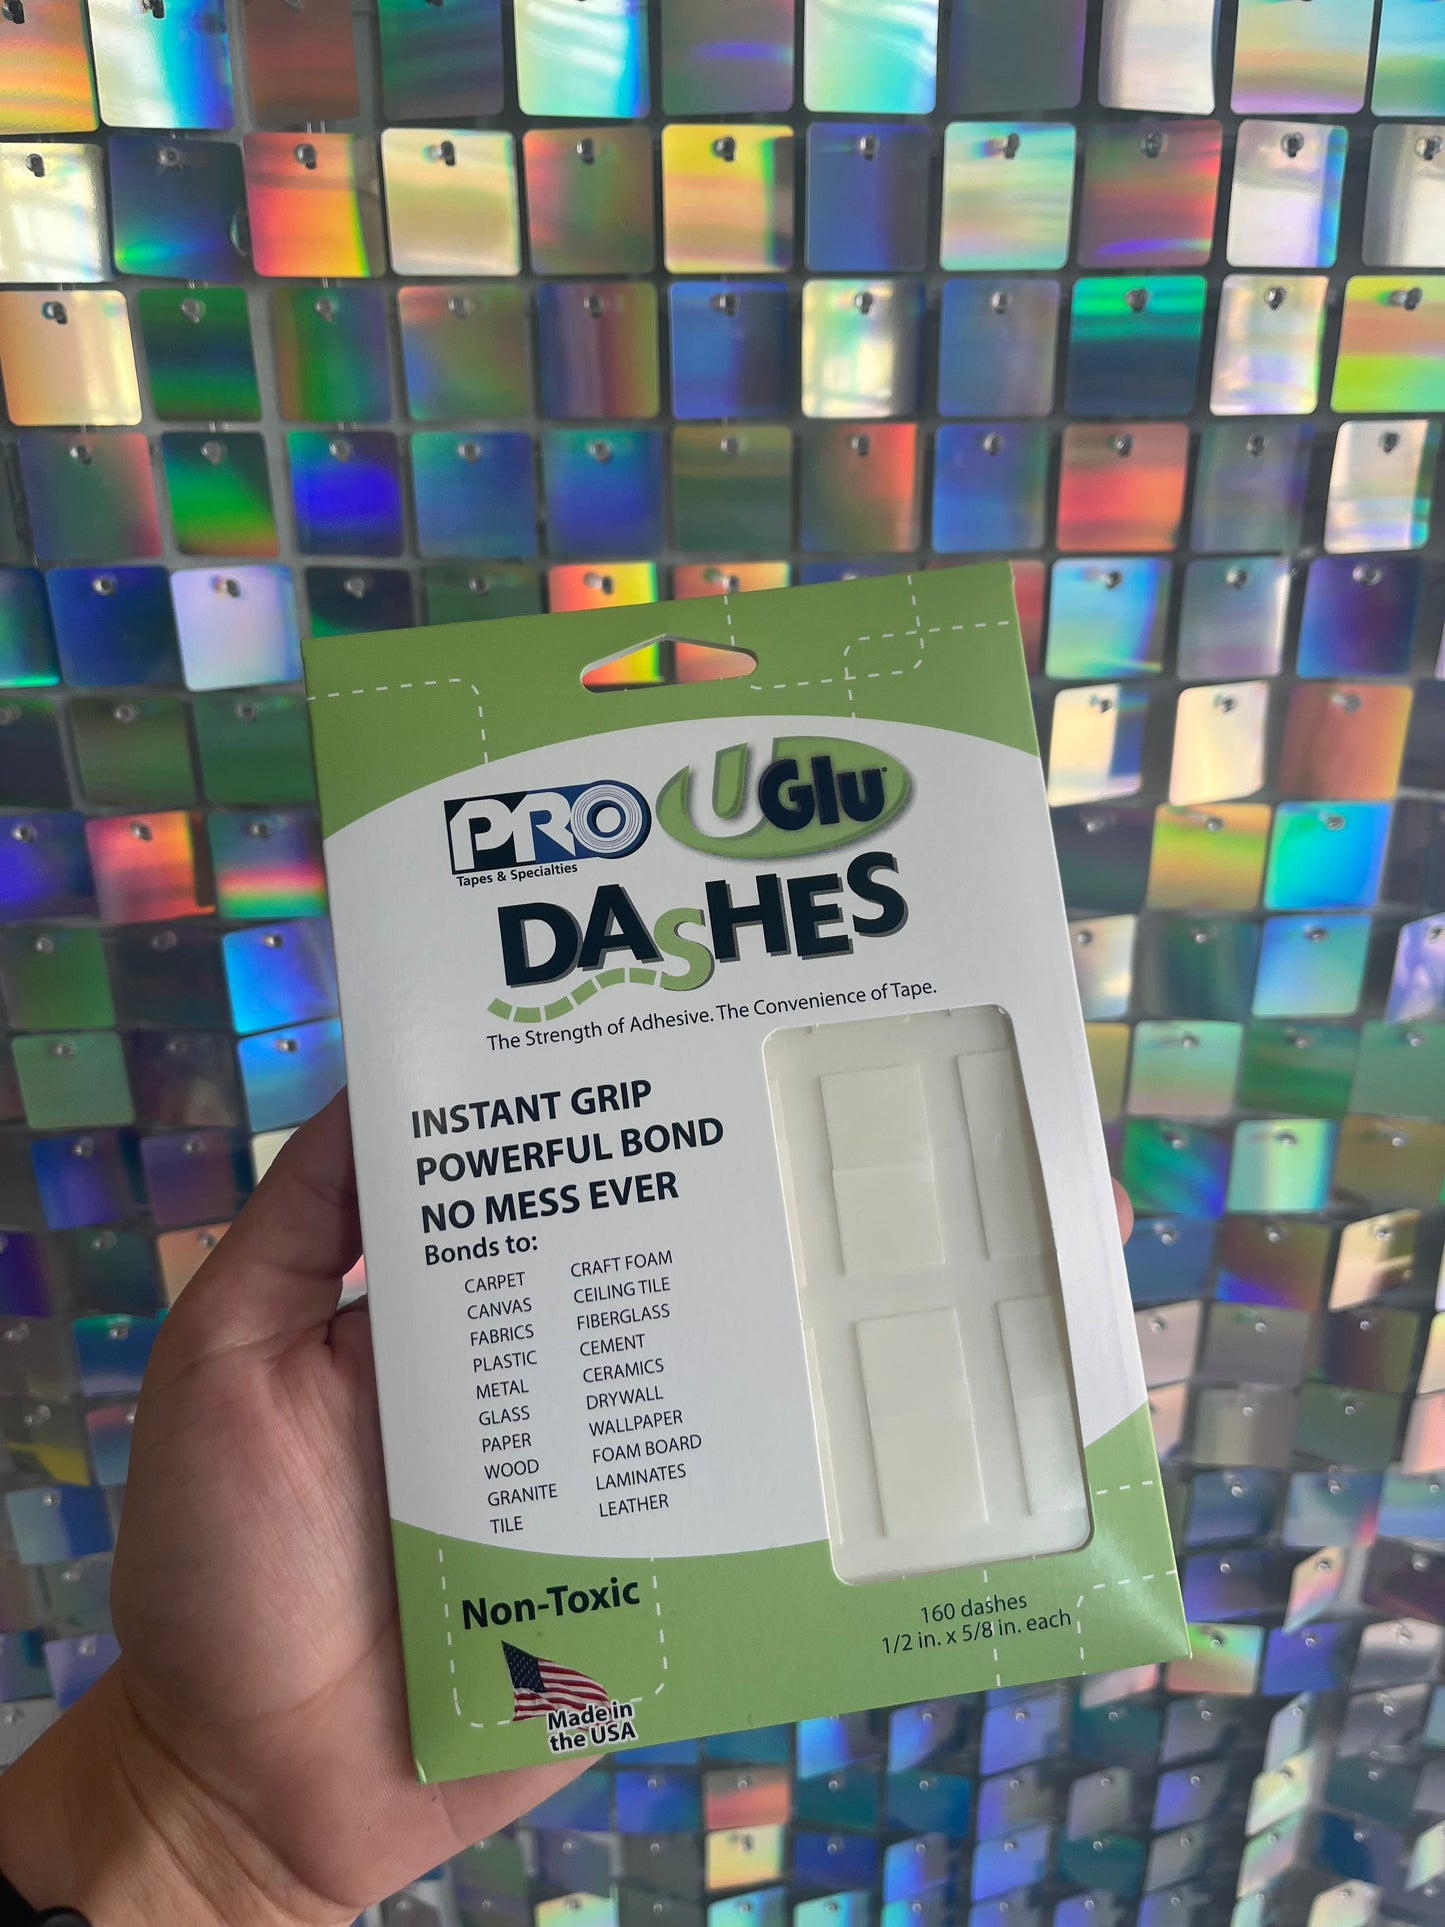 PRO
Tapes & Specialties
UGlu
DASHES
The Strength of Adhesive. The Convenience of Tape.
INSTANT GRIP
POWERFUL BOND
NO MESS EVER
Bonds to:
CARPET
CANVAS
FABRICS
PLASTIC
METAL
GLASS
PAPER
WOOD
GRANITE
TILE
CRAFT FOAM
CEILING TILE
FIBERGLASS
CEMENT
CERAMICS
DRYWALL
WALLPAPER
FOAM BOARD
LAMINATES
LEATHER
Non-Toxic
Made in
the USA
160 dashes
1/2 in. x 5/8 in. each